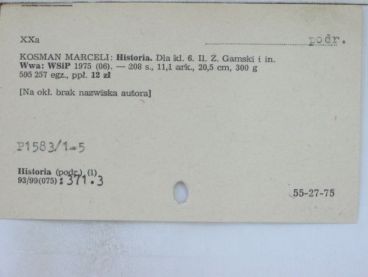 XXa
podr.
KOSMAN MARCELI: Historia. Dla kl. 6. Il. Z. Gamski i in.
Wwa: WSiP 1975 (06). — 208 s., 11,1 ark., 20,5 cm, 300 g
505 257 egz., ppł. 12 zł
[Na okł. brak nazwiska autora]
P1583/1-5
Historia (podr.) (1)
93/99(075):371.3
55-27-75